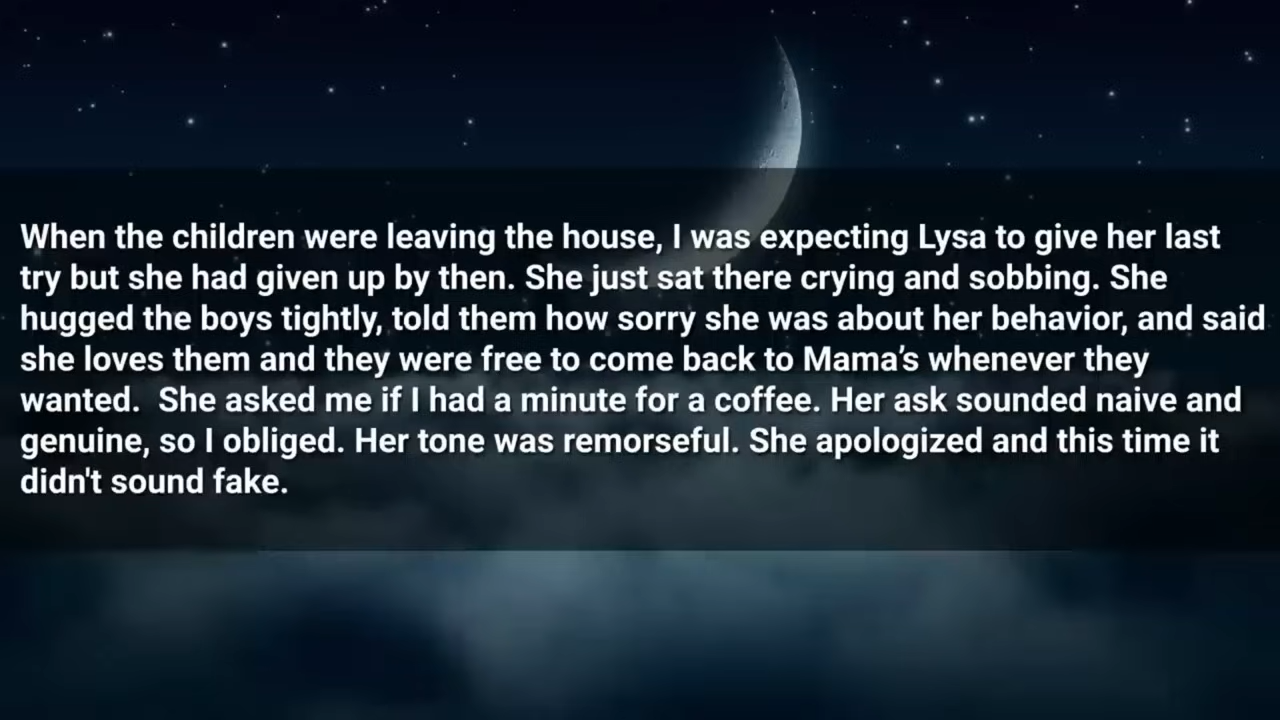 When the children were leaving the house, I was expecting Lysa to give her last
try but she had given up by then. She just sat there crying and sobbing. She
hugged the boys tightly, told them how sorry she was about her behavior, and said
she loves them and they were free to come back to Mama’s whenever they
wanted.  She asked me if I had a minute for a coffee. Her ask sounded naive and
genuine, so I obliged. Her tone was remorseful. She apologized and this time it
didn't sound fake.